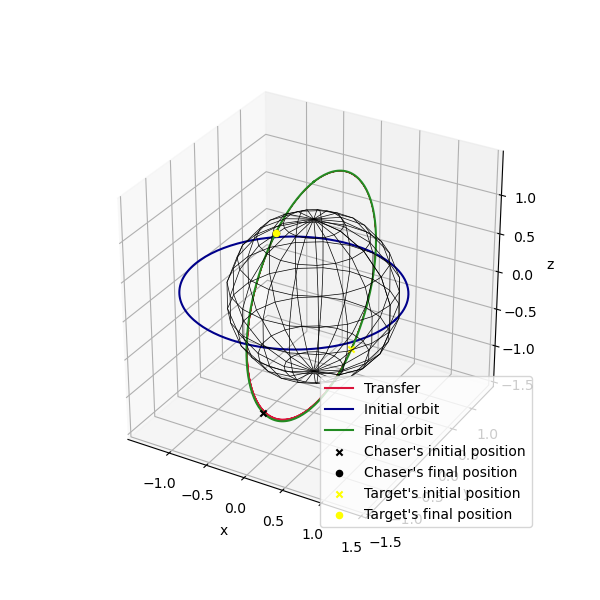 1.0
0.5
0.0
−0.5
−1.0
−1.5
z
−1.0
−0.5
0.0
0.5
1.0
1.5
x
−1.5
−1.0
1.0
Transfer
Initial orbit
Final orbit
Chaser's initial position
Chaser's final position
Target's initial position
Target's final position